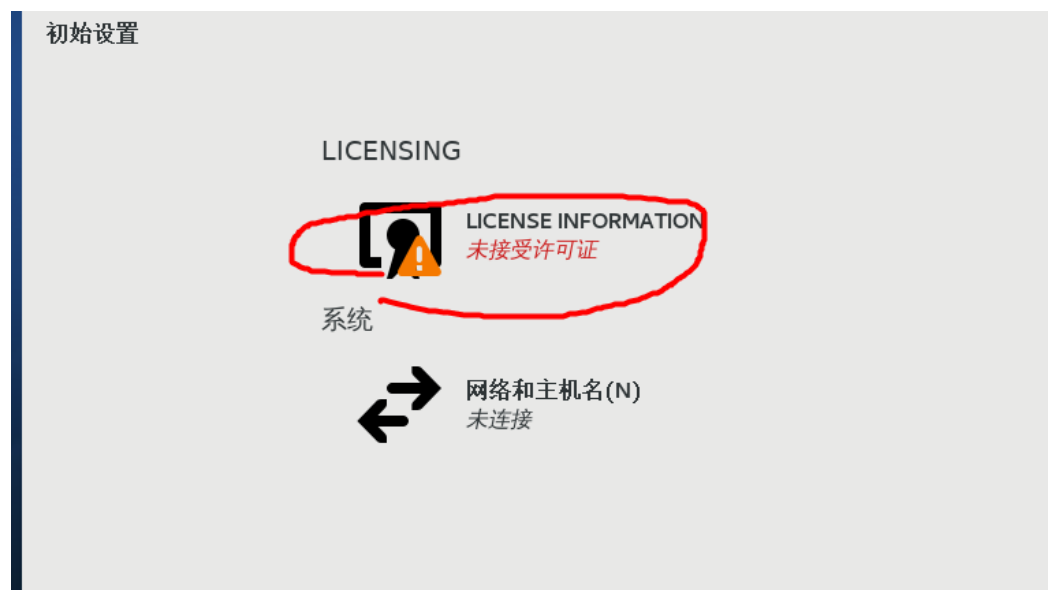 初始设置
LICENSING
LICENSE INFORMATION
未接受许可证
系统
网络和主机名(N)
未连接